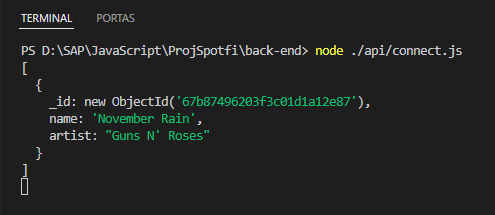 TERMINAL PORTAS
PS D:\SAP\JavaScript\ProjSpotfi\back-end> node ./api/connect.js
[
  {
    _id: new ObjectId('67b87496203f3c01d1a12e87'),
    name: 'November Rain',
    artist: "Guns N' Roses"
  }
]